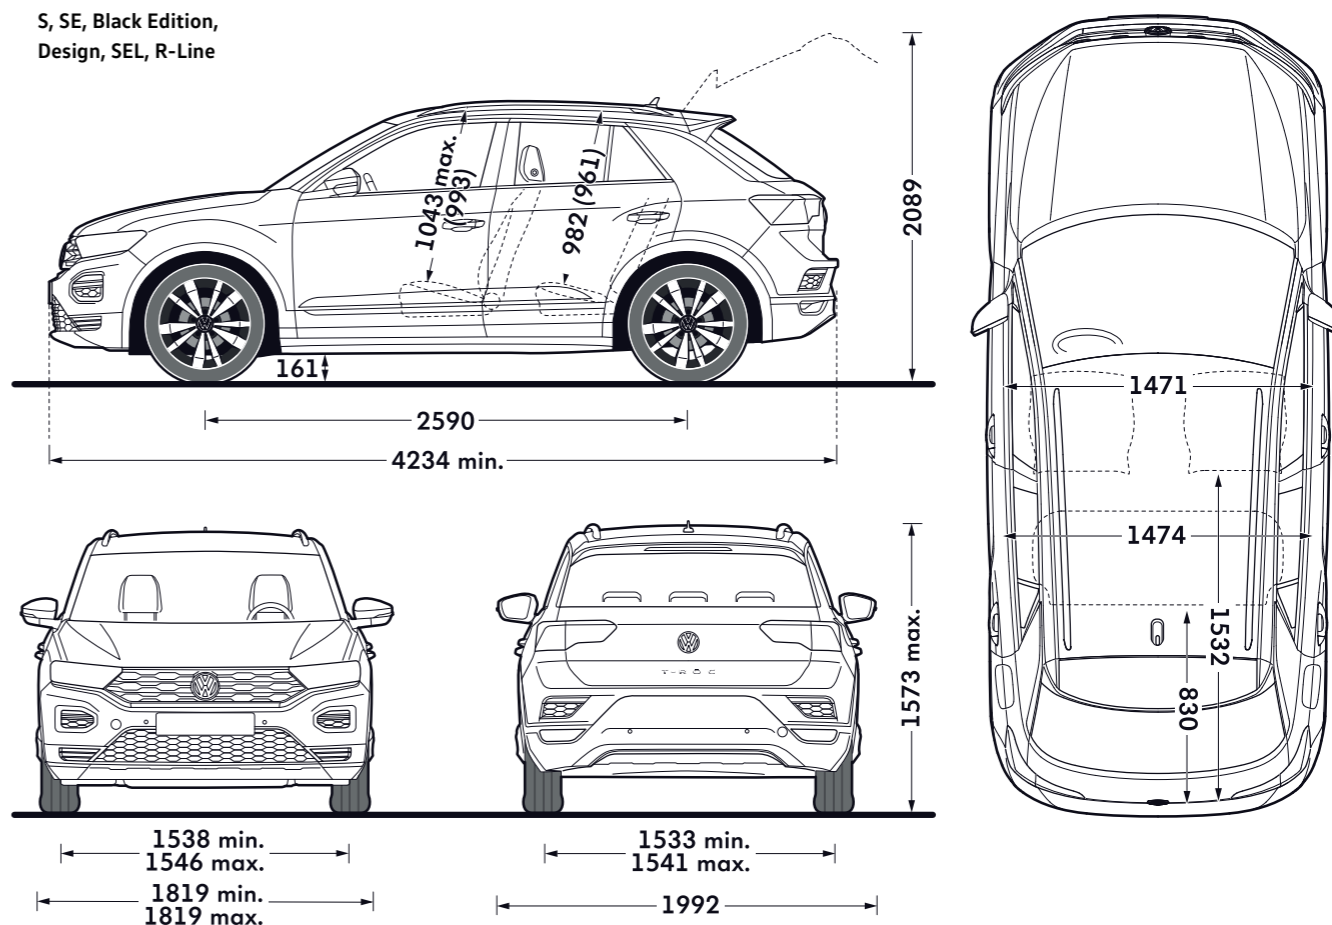 S, SE, Black Edition,
Design, SEL, R-Line
1043 max.
(993)
982 (961)
2089
161
2590
4234 min.
1471
1474
1532
830
T-ROC
1573 max.
1538 min.
1546 max.
1819 min.
1819 max.
1533 min.
1541 max.
1992